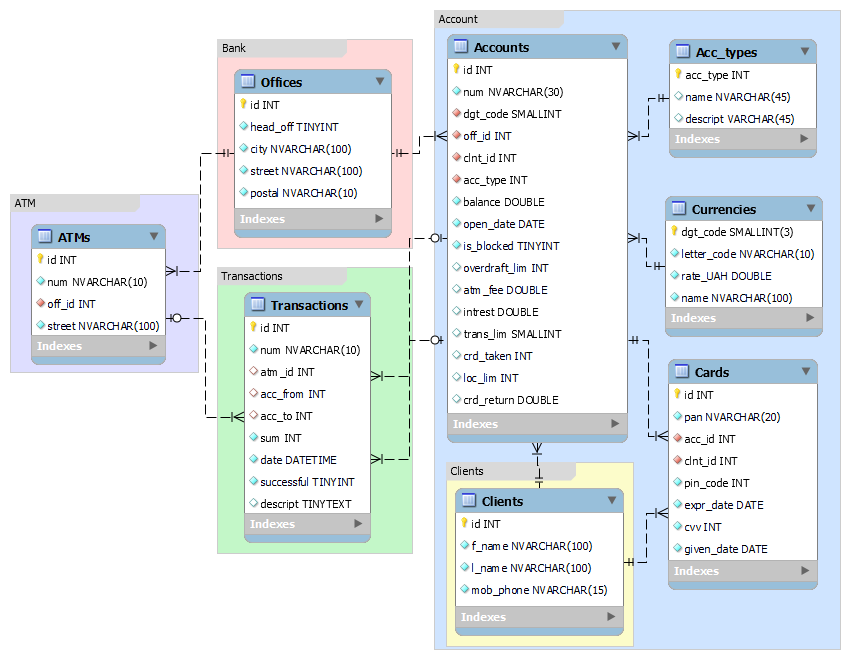 ATM
ATMs
id INT
num NVARCHAR(10)
off_id INT
street NVARCHAR(100)
Indexes
Bank
Offices
id INT
head_off TINYINT
city NVARCHAR(100)
street NVARCHAR(100)
postal NVARCHAR(10)
Indexes
Transactions
Transactions
id INT
num NVARCHAR(10)
atm_id INT
acc_from INT
acc_to INT
sum INT
date DATETIME
successful TINYINT
descript TINYTEXT
Indexes
Account
Accounts
id INT
num NVARCHAR(30)
dgt_code SMALLINT
off_id INT
clnt_id INT
acc_type INT
balance DOUBLE
open_date DATE
is_blocked TINYINT
overdraft_lim INT
atm_fee DOUBLE
intrest DOUBLE
trans_lim SMALLINT
crd_taken INT
loc_lim INT
crd_return DOUBLE
Indexes
Clients
Clients
id INT
f_name NVARCHAR(100)
l_name NVARCHAR(100)
mob_phone NVARCHAR(15)
Indexes
Acc_types
acc_type INT
name NVARCHAR(45)
descript VARCHAR(45)
Indexes
Currencies
dgt_code SMALLINT(3)
letter_code NVARCHAR(10)
rate_UAH DOUBLE
name NVARCHAR(100)
Indexes
Cards
id INT
pan NVARCHAR(20)
acc_id INT
clnt_id INT
pin_code INT
expr_date DATE
cvv INT
given_date DATE
Indexes